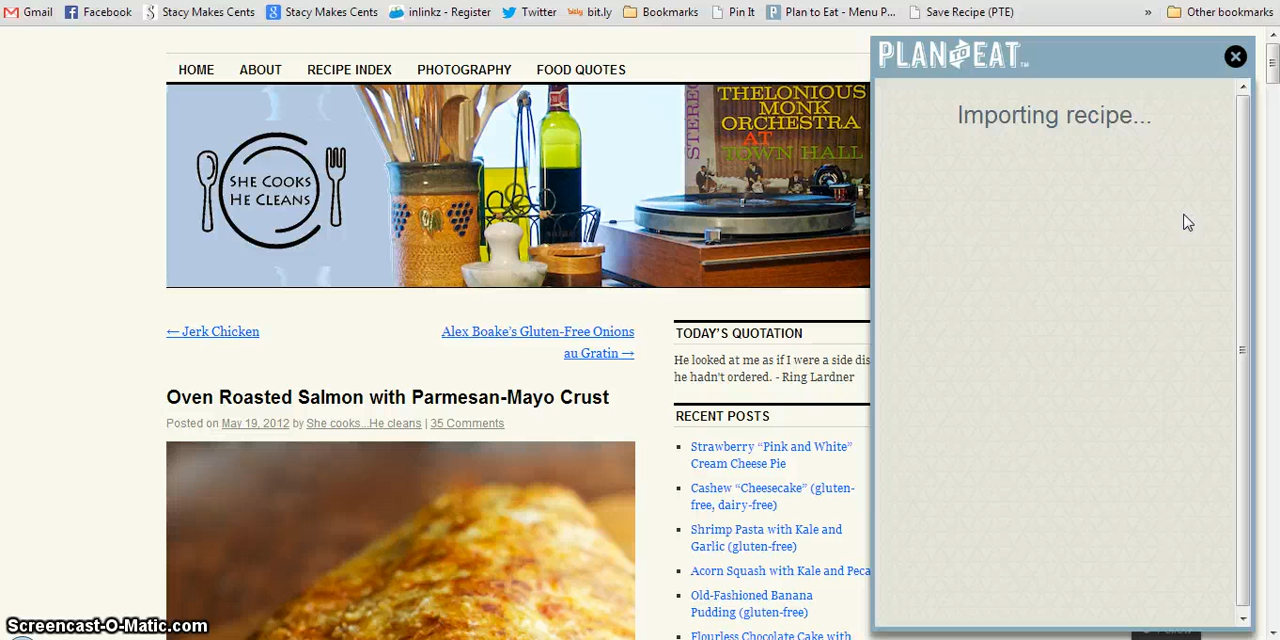 Gmail Facebook Stacy Makes Cents Stacy Makes Cents inlinkz - Register Twitter bitly bit.ly Bookmarks Pin It P Plan to Eat - Menu P... Save Recipe (PTE) » Other bookmarks
PLAN TO EAT™
Importing recipe...
HOME ABOUT RECIPE INDEX PHOTOGRAPHY FOOD QUOTES
SHE COOKS
HE CLEANS
STEREO
THELONIOUS
MONK
ORCHESTRA
AT
TOWN HALL
← Jerk Chicken
Alex Boake's Gluten-Free Onions
au Gratin →
Oven Roasted Salmon with Parmesan-Mayo Crust
Posted on May 19, 2012 by She cooks...He cleans | 35 Comments
TODAY'S QUOTATION
He looked at me as if I were a side dis
he hadn't ordered. - Ring Lardner
RECENT POSTS
Strawberry “Pink and White”
Cream Cheese Pie
Cashew “Cheesecake” (gluten-
free, dairy-free)
Shrimp Pasta with Kale and
Garlic (gluten-free)
Acorn Squash with Kale and Peca
Old-Fashioned Banana
Pudding (gluten-free)
Flourless Chocolate Cake with
Screencast-O-Matic.com